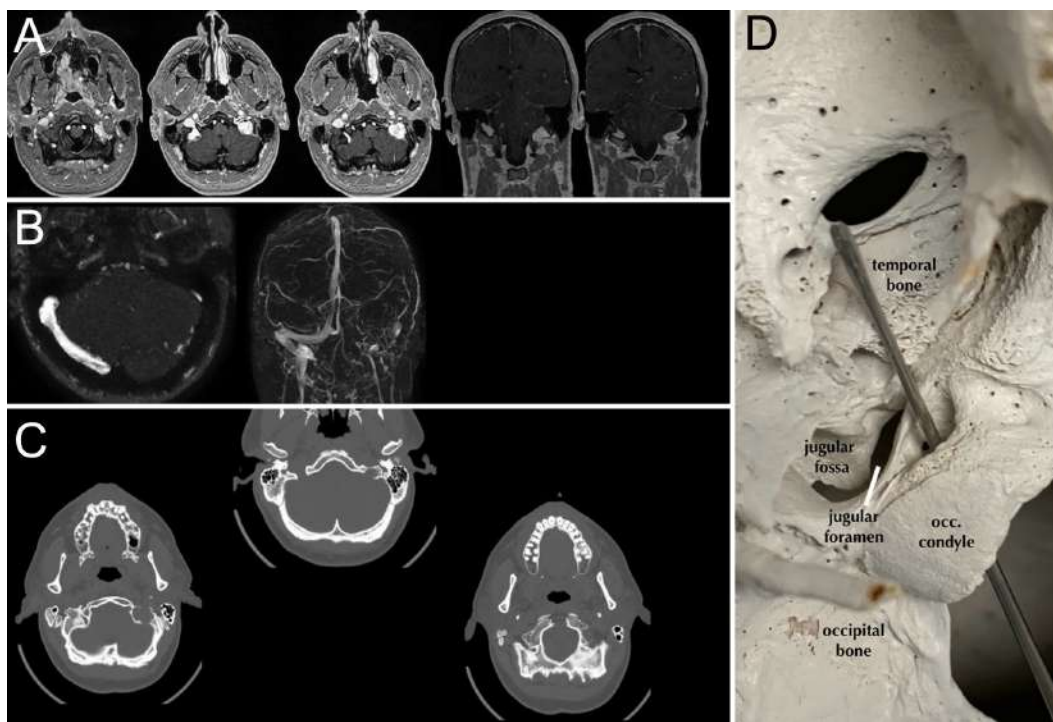 A
B
C
D
temporal
bone
jugular
fossa
jugular
foramen
occ.
condyle
occipital
bone